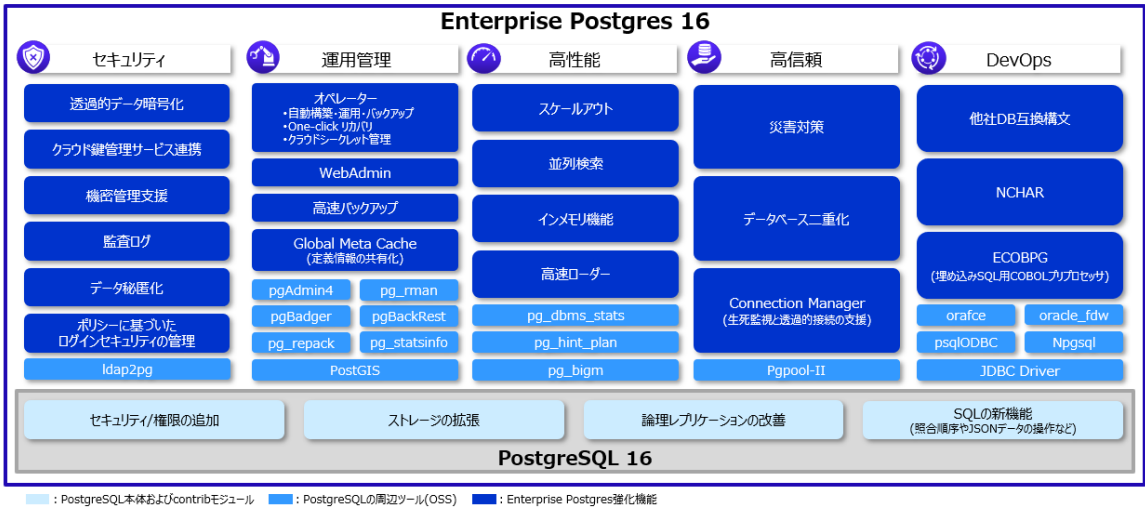 Enterprise Postgres 16
セキュリティ
透過的データ暗号化
クラウド鍵管理サービス連携
機密管理支援
監査ログ
データ秘匿化
ポリシーに基づいた
ログインセキュリティの管理
ldap2pg
運用管理
オペレーター
・自動構築・運用・バックアップ
・One-click リカバリ
・クラウドシークレット管理
WebAdmin
高速バックアップ
Global Meta Cache
(定義情報の共有化)
pgAdmin4
pg_rman
pgBadger
pgBackRest
pg_repack
pg_statsinfo
PostGIS
高性能
スケールアウト
並列検索
インメモリ機能
高速ローダー
pg_dbms_stats
pg_hint_plan
pg_bigm
高信頼
災害対策
データベース二重化
Connection Manager
(生死監視と透過的接続の支援)
Pgpool-II
DevOps
他社DB互換構文
NCHAR
ECOBPG
(埋め込みSQL用COBOLプリプロセッサ)
orafce
oracle_fdw
psqlODBC
Npgsql
JDBC Driver
セキュリティ/権限の追加
ストレージの拡張
論理レプリケーションの改善
SQLの新機能
(照合順序やJSONデータの操作など)
PostgreSQL 16
: PostgreSQL本体およびcontribモジュール
: PostgreSQLの周辺ツール(OSS)
: Enterprise Postgres強化機能